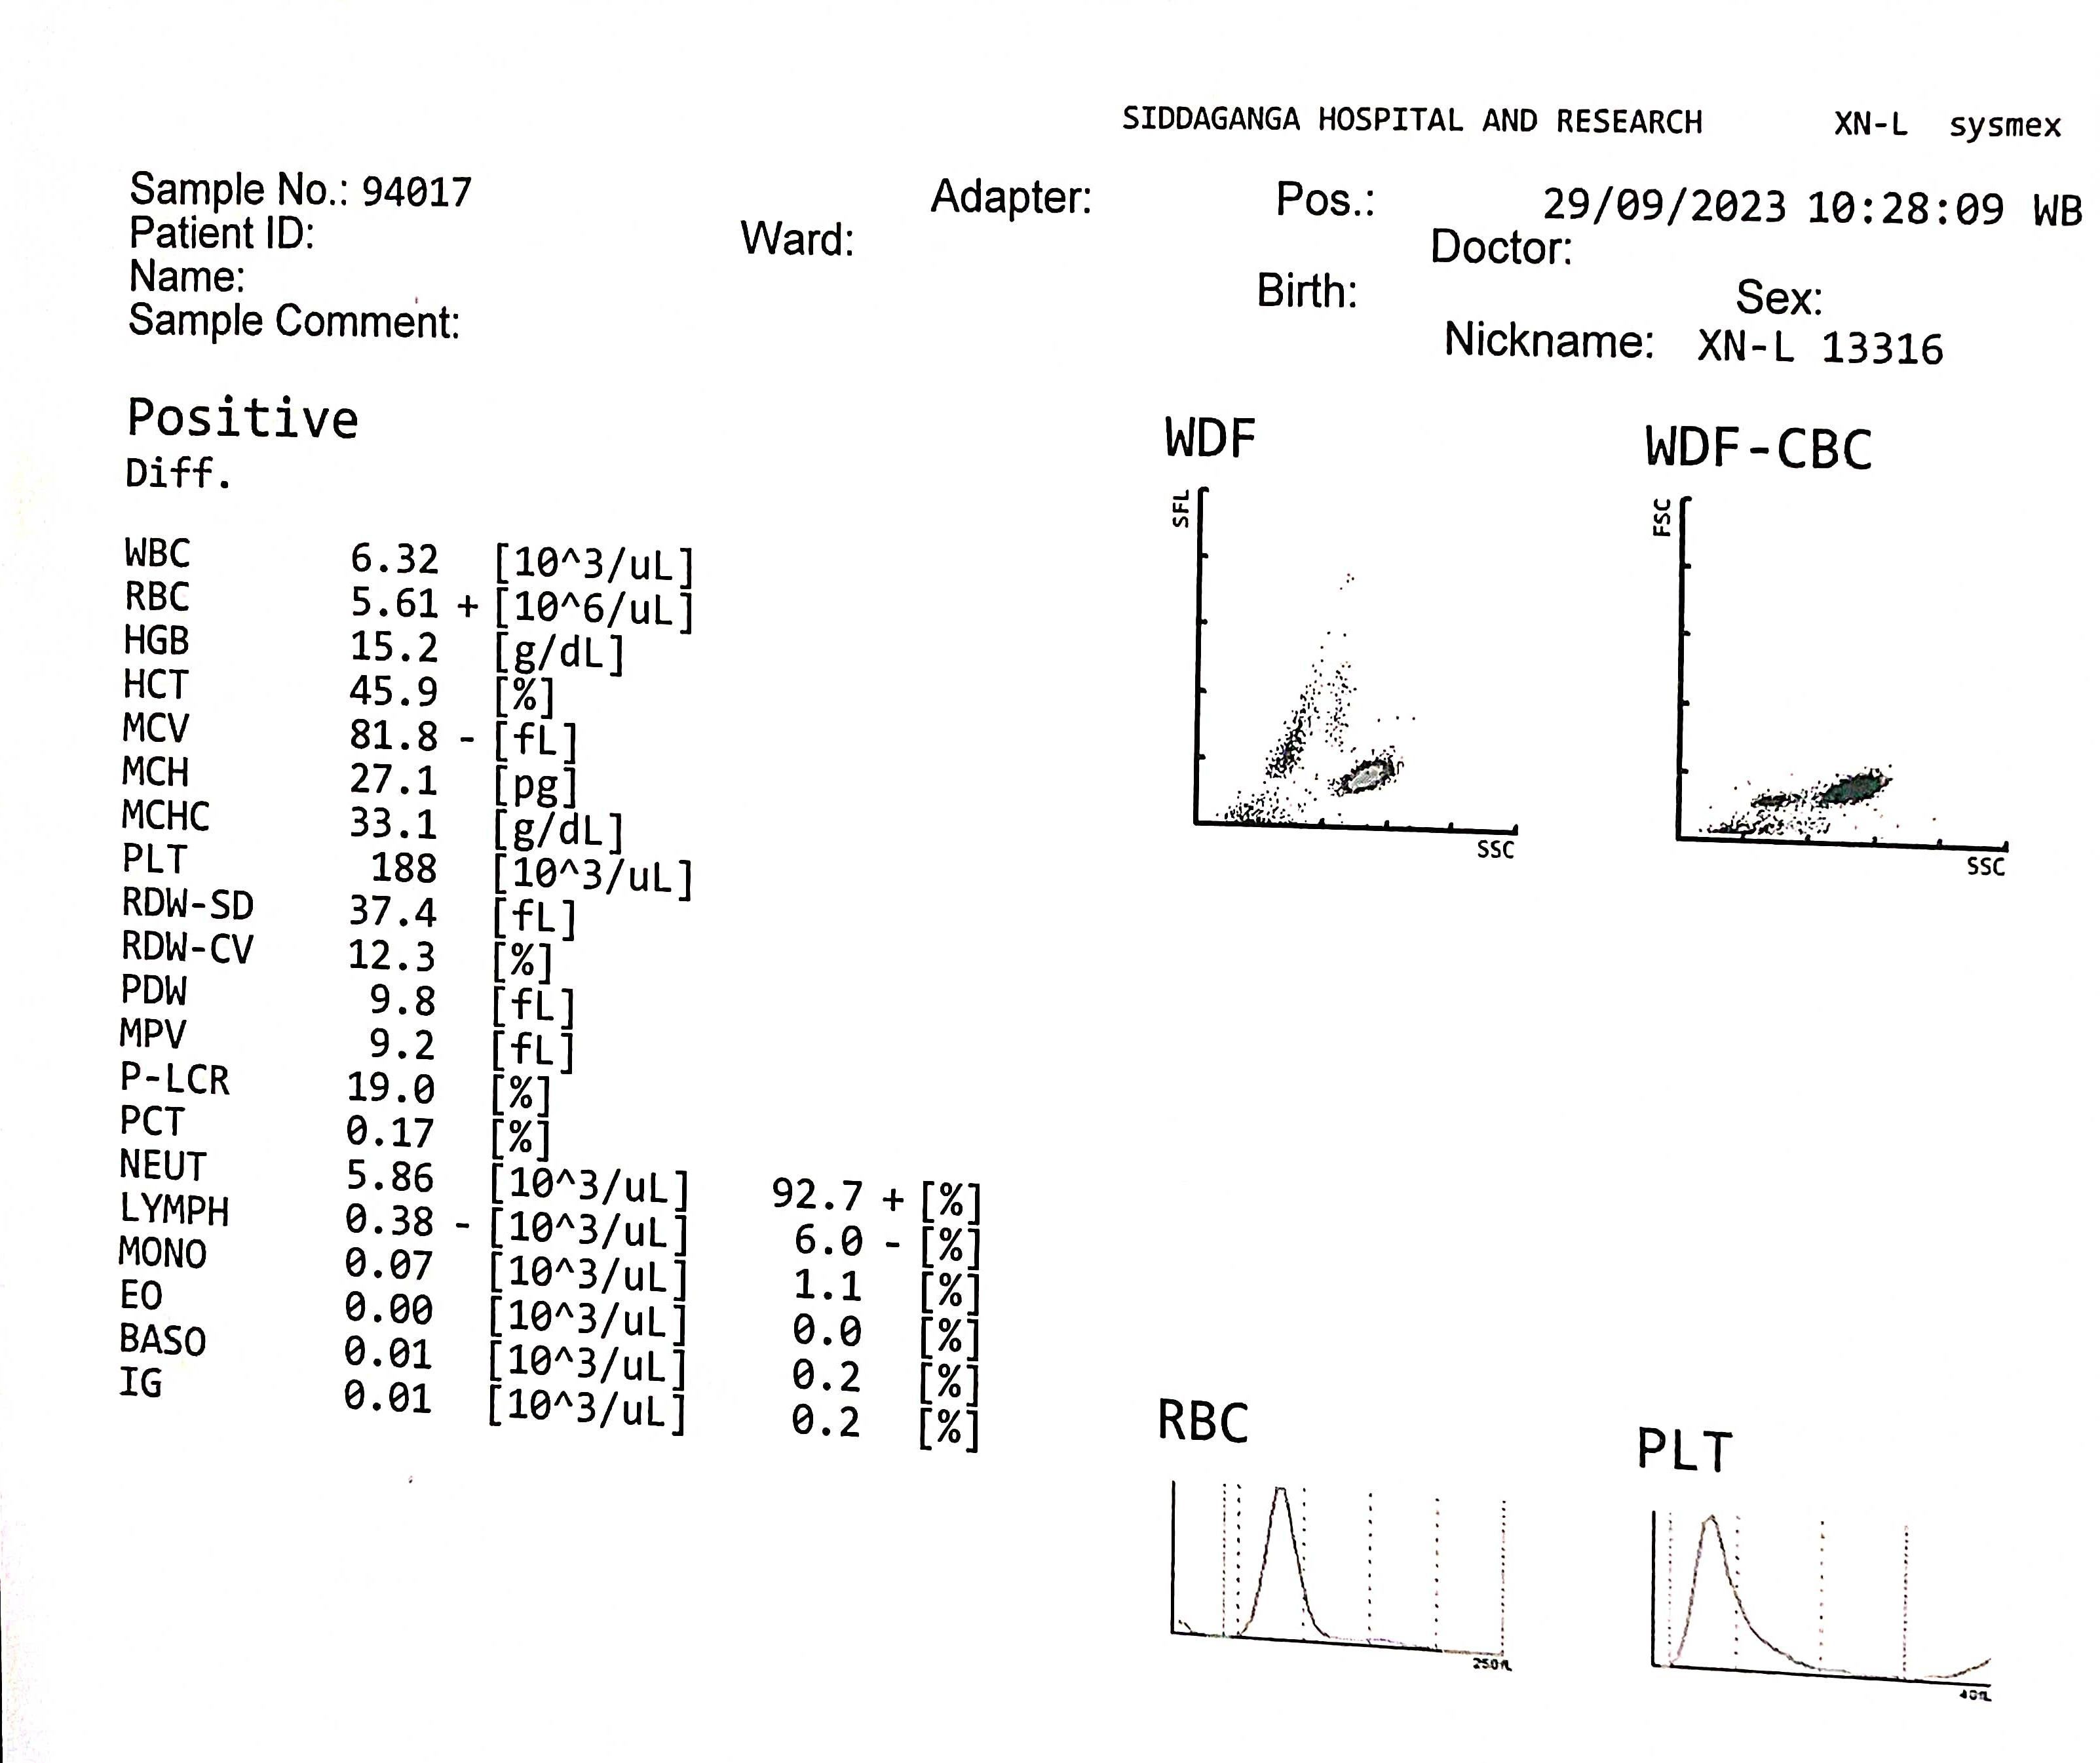 SIDDAGANGA HOSPITAL AND RESEARCH XN-L sysmex
Sample No.: 94017 Adapter: Pos.: 29/09/2023 10:28:09 WB
Patient ID: Ward: Doctor:
Name: Birth: Sex:
Sample Comment: Nickname: XN-L 13316
Positive
Diff.
WBC 6.32 [10^3/uL]
RBC 5.61 + [10^6/uL]
HGB 15.2 [g/dL]
HCT 45.9 [%]
MCV 81.8 - [fL]
MCH 27.1 [pg]
MCHC 33.1 [g/dL]
PLT 188 [10^3/uL]
RDW-SD 37.4 [fL]
RDW-CV 12.3 [%]
PDW 9.8 [fL]
MPV 9.2 [fL]
P-LCR 19.0 [%]
PCT 0.17 [%]
NEUT 5.86 [10^3/uL] 92.7 + [%]
LYMPH 0.38 - [10^3/uL] 6.0 - [%]
MONO 0.07 [10^3/uL] 1.1 [%]
EO 0.00 [10^3/uL] 0.0 [%]
BASO 0.01 [10^3/uL] 0.2 [%]
IG 0.01 [10^3/uL] 0.2 [%]
WDF
SFL
SSC
WDF-CBC
FSC
SSC
RBC
250fL
PLT
40fL